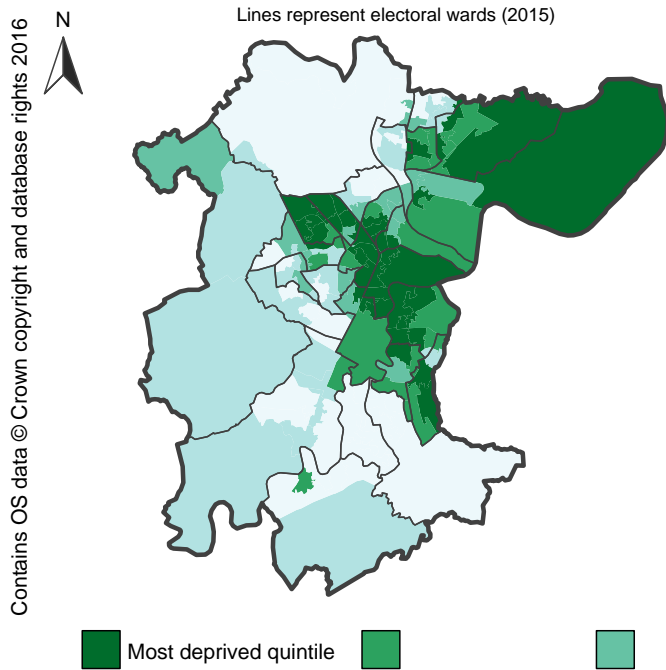 Lines represent electoral wards (2015)
N
Contains OS data © Crown copyright and database rights 2016
Most deprived quintile